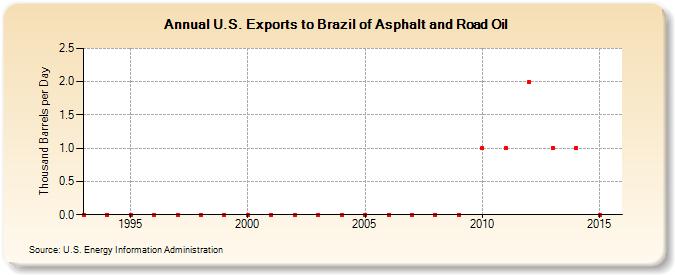 Annual U.S. Exports to Brazil of Asphalt and Road Oil
Thousand Barrels per Day
2.5
2.0
1.5
1.0
0.5
0.0
1995 2000 2005 2010 2015
Source: U.S. Energy Information Administration